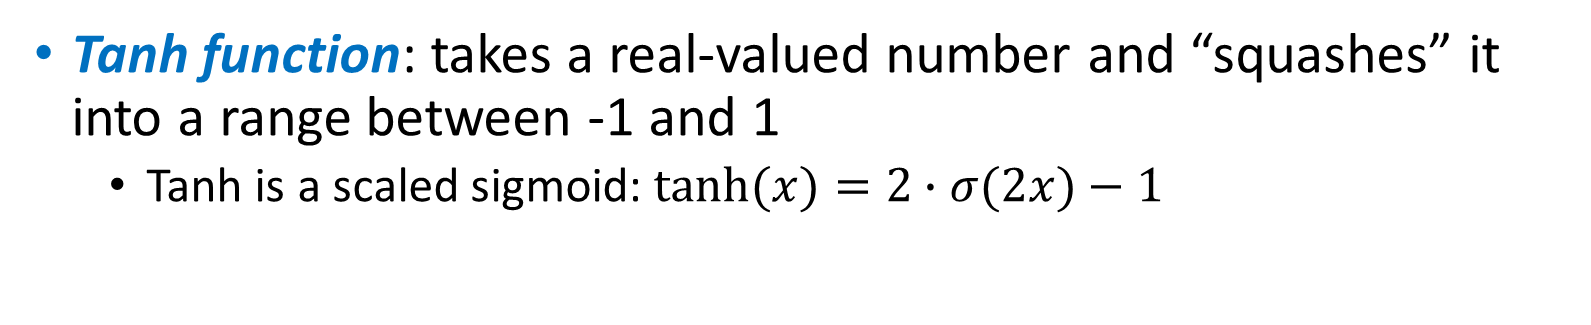 • Tanh function: takes a real-valued number and “squashes” it
into a range between -1 and 1
• Tanh is a scaled sigmoid: tanh(𝑥) = 2 · 𝜎(2𝑥) − 1